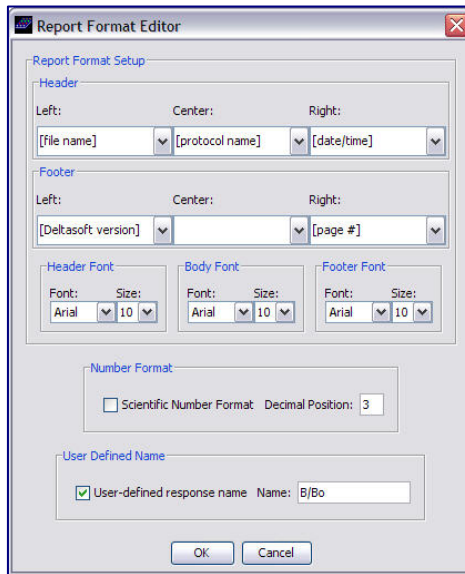 Report Format Editor
Report Format Setup
Header
Left: Center: Right:
[file name] [protocol name] [date/time]
Footer
Left: Center: Right:
[Deltasoft version] [page #]
Header Font Body Font Footer Font
Font: Size: Font: Size: Font: Size:
Arial 10 Arial 10 Arial 10
Number Format
Scientific Number Format Decimal Position: 3
User Defined Name
User-defined response name Name: B/Bo
OK Cancel